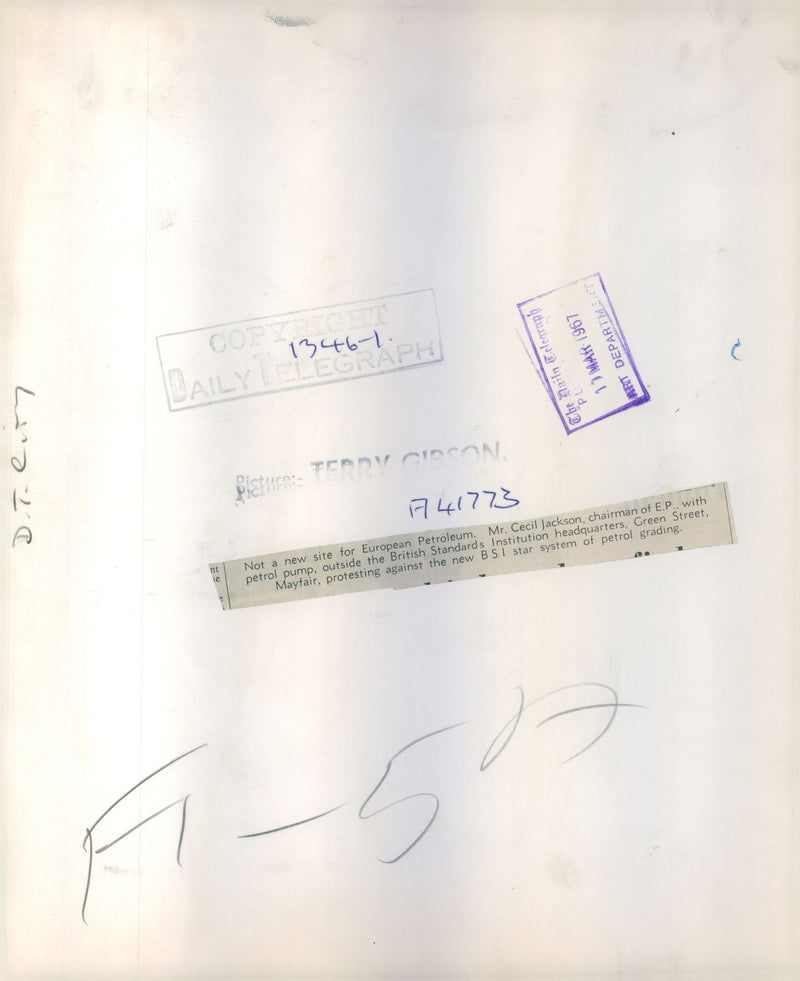 COPYRIGHT
1346-1.
DAILY TELEGRAPH
The Daily Telegraph
MAR 1967
ART DEPARTMENT
D.T. City
Picture:- TERRY GIBSON.
A41773
nt
Not a new site for European Petroleum. Mr. Cecil Jackson, chairman of E.P., with
petrol pump, outside the British Standards Institution headquarters, Green Street,
Mayfair, protesting against the new BSI star system of petrol grading.